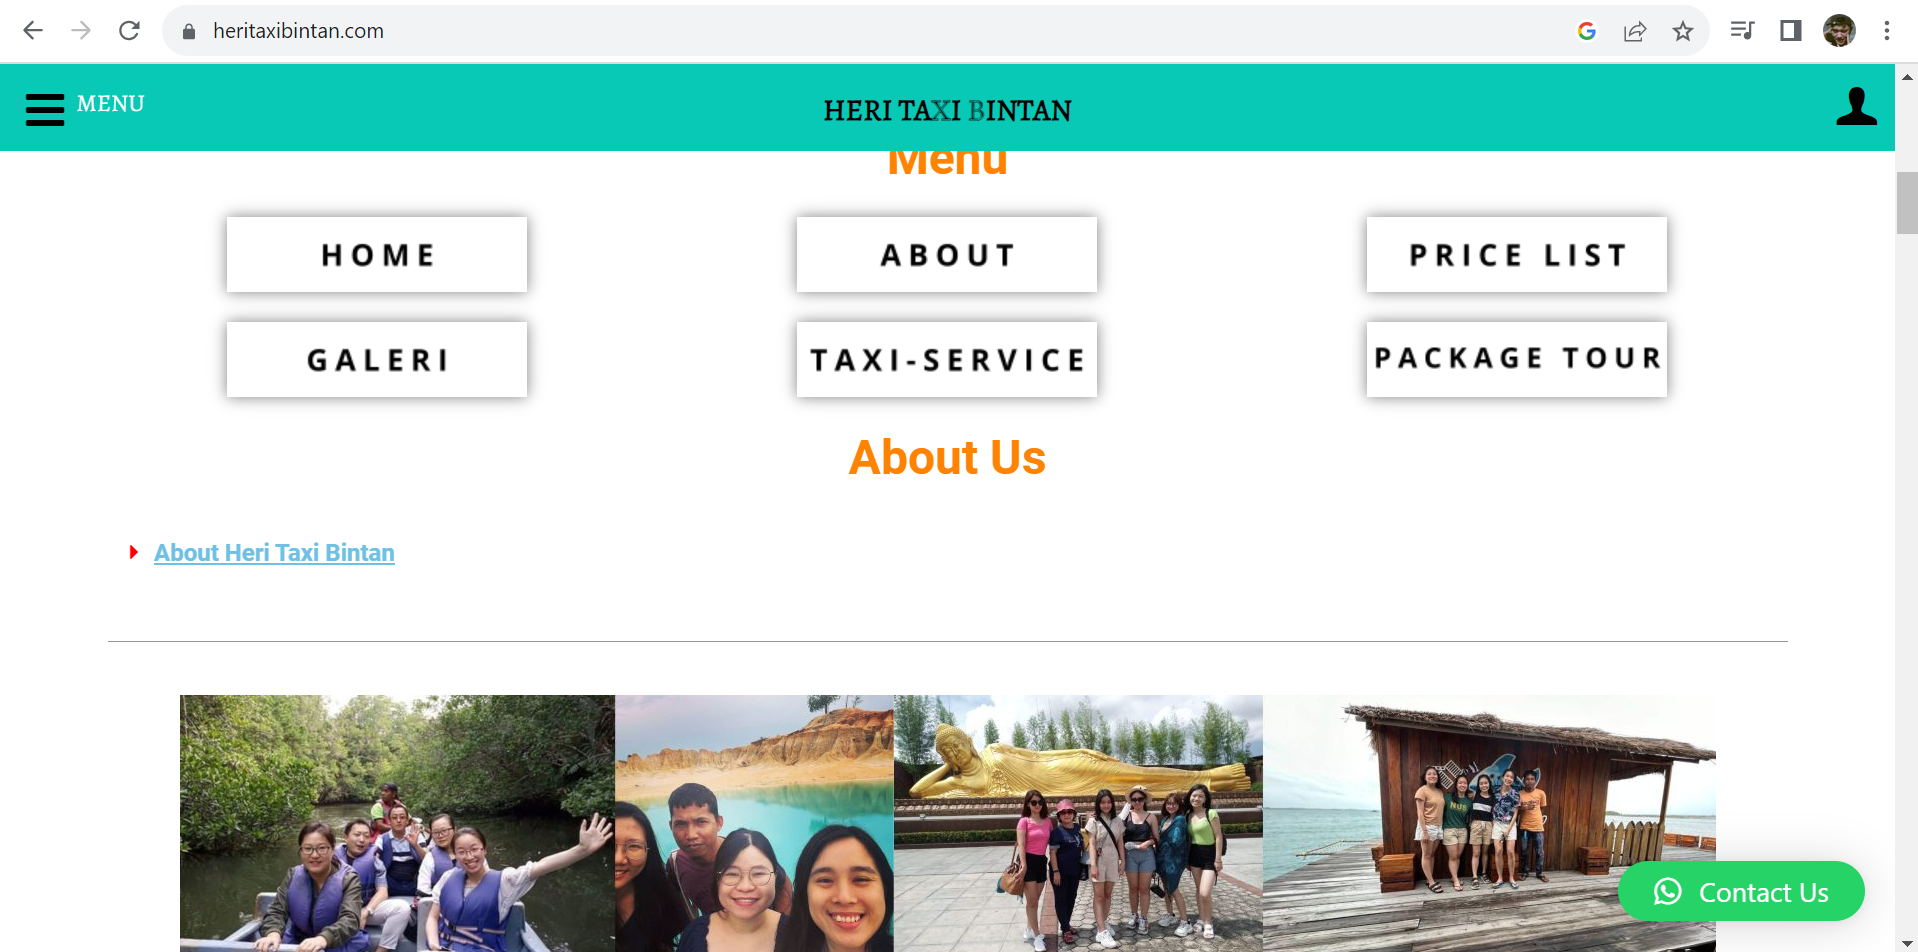 heritaxibintan.com
MENU
HERI TAXI BINTAN
Menu
HOME
ABOUT
PRICE LIST
GALERI
TAXI-SERVICE
PACKAGE TOUR
About Us
About Heri Taxi Bintan
NUS
Contact Us